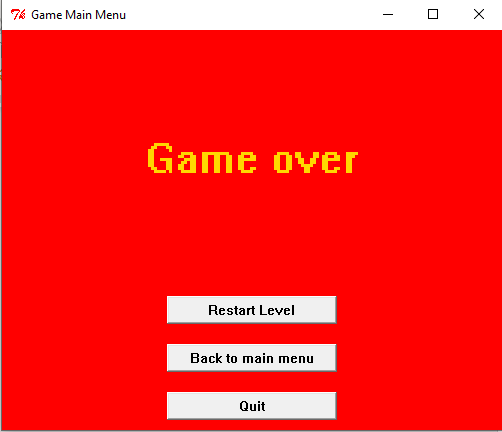 Game Main Menu
Game over
Restart Level
Back to main menu
Quit